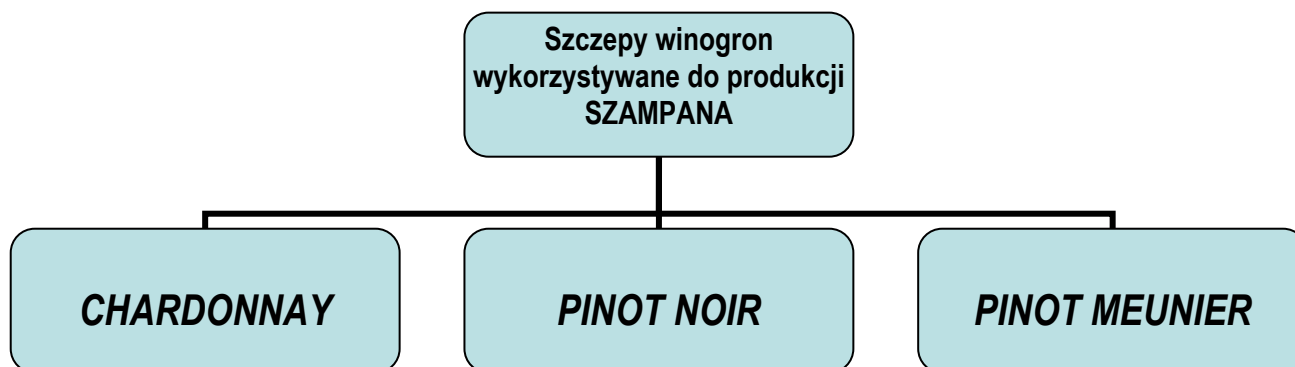 Szczepy winogron
wykorzystywane do produkcji
SZAMPANA
CHARDONNAY
PINOT NOIR
PINOT MEUNIER